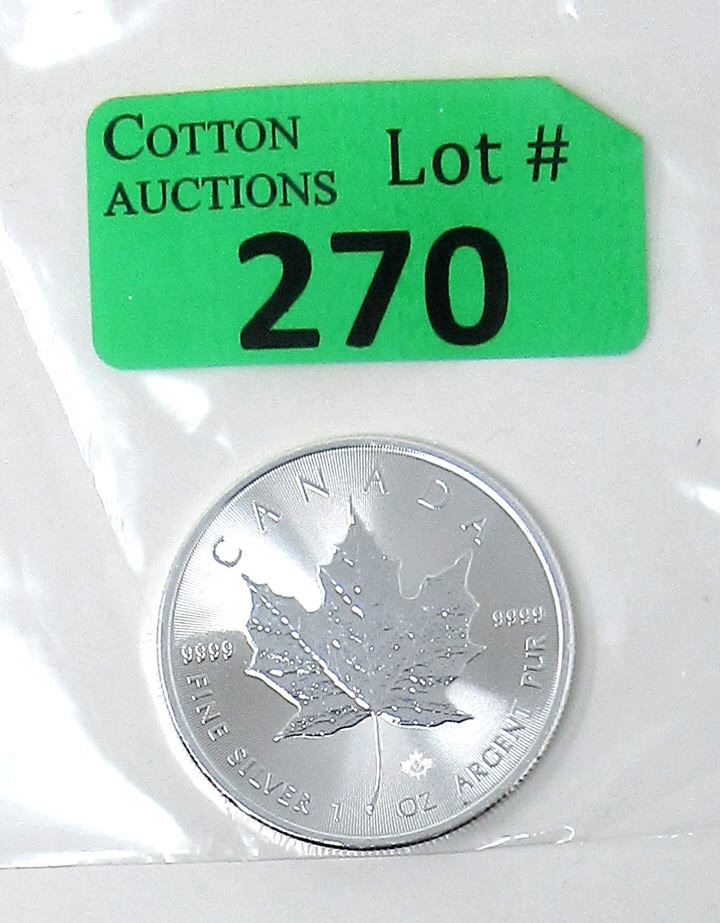 COTTON
AUCTIONS
Lot #
270
CANADA
9999
9999
FINE SILVER 1 OZ ARGENT PUR